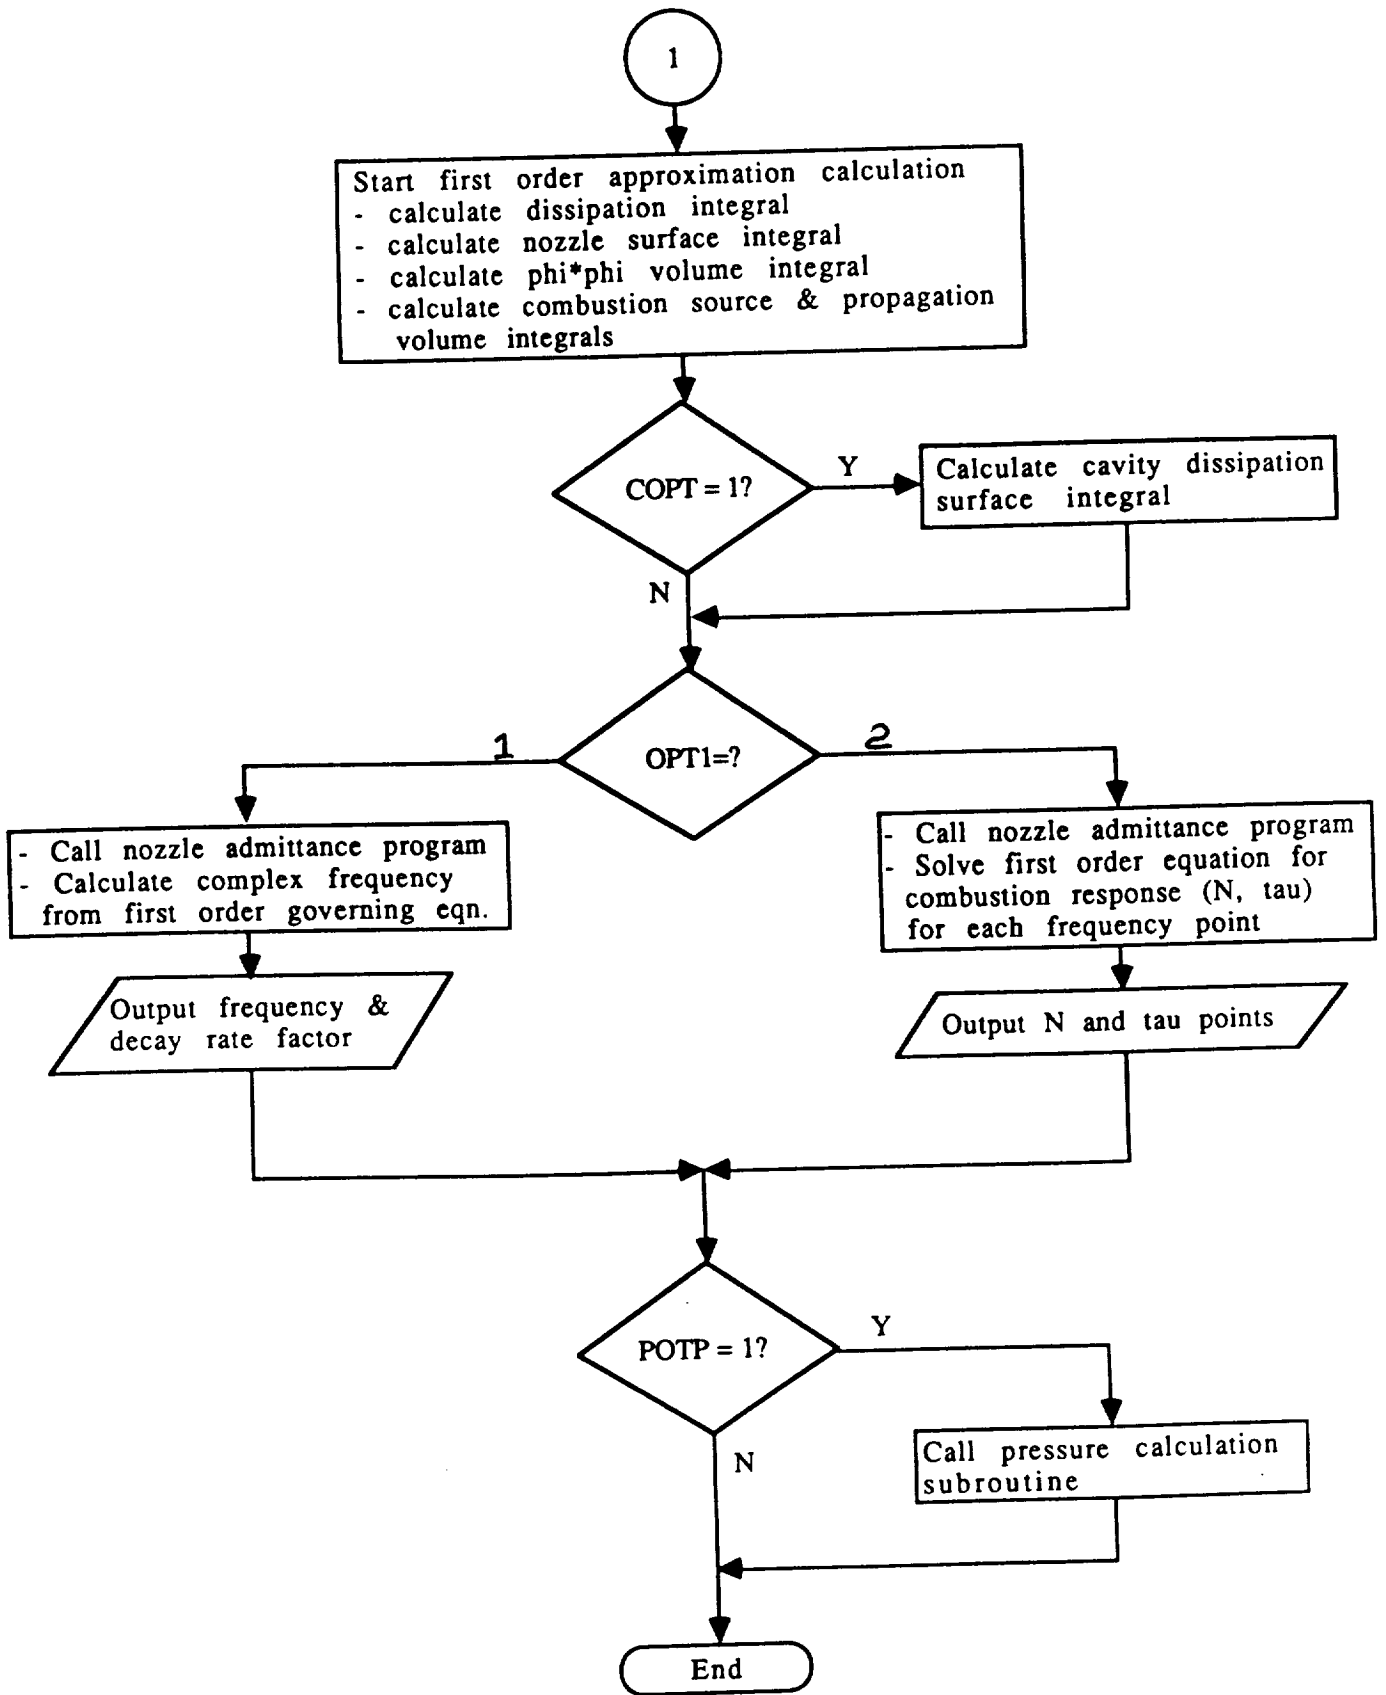 1
Start first order approximation calculation
- calculate dissipation integral
- calculate nozzle surface integral
- calculate phi*phi volume integral
- calculate combustion source & propagation
volume integrals
COPT = 1?
Y
Calculate cavity dissipation
surface integral
N
OPT1=?
1
2
- Call nozzle admittance program
- Calculate complex frequency
from first order governing eqn.
- Call nozzle admittance program
- Solve first order equation for
combustion response (N, tau)
for each frequency point
Output frequency &
decay rate factor
Output N and tau points
POTP = 1?
Y
Call pressure calculation
subroutine
N
End